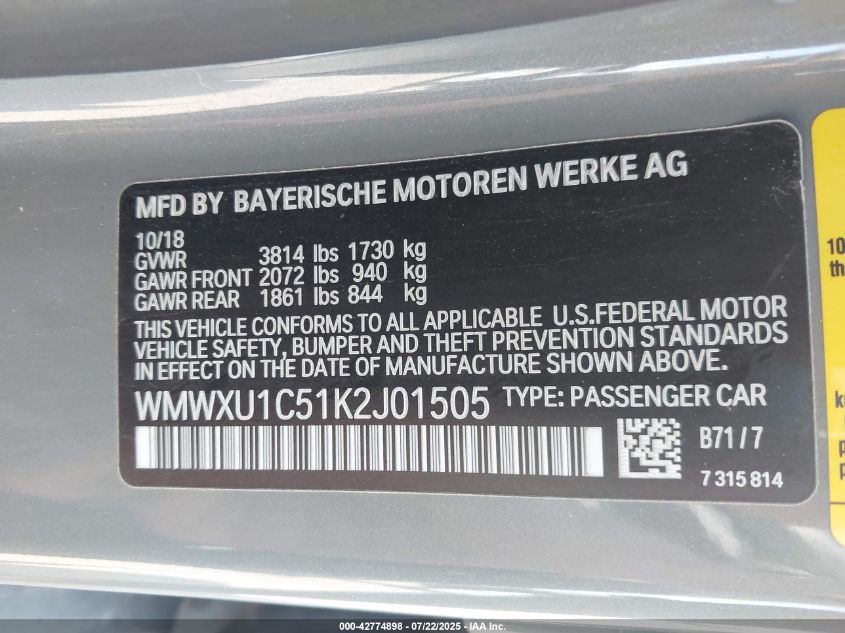 MFD BY BAYERISCHE MOTOREN WERKE AG
10/18
GVWR 3814 lbs 1730 kg
GAWR FRONT 2072 lbs 940 kg
GAWR REAR 1861 lbs 844 kg
THIS VEHICLE CONFORMS TO ALL APPLICABLE U.S.FEDERAL MOTOR
VEHICLE SAFETY, BUMPER AND THEFT PREVENTION STANDARDS
IN EFFECT ON THE DATE OF MANUFACTURE SHOWN ABOVE.
WMWXU1C51K2J01505 TYPE: PASSENGER CAR
B71/7
7 315 814
10
th
000-42774898 - 07/22/2025 - IAA Inc.